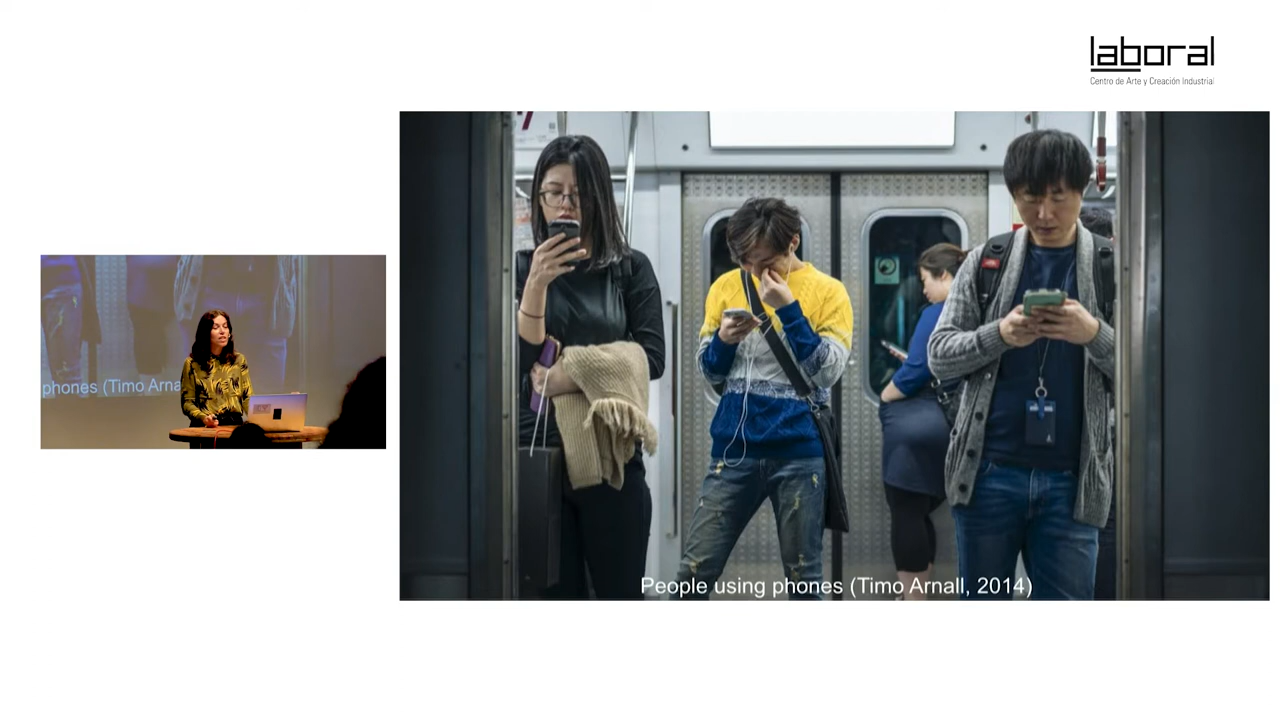 laboral
Centro de Arte y Creación Industrial
phones (Timo Arna
People using phones (Timo Arnall, 2014)